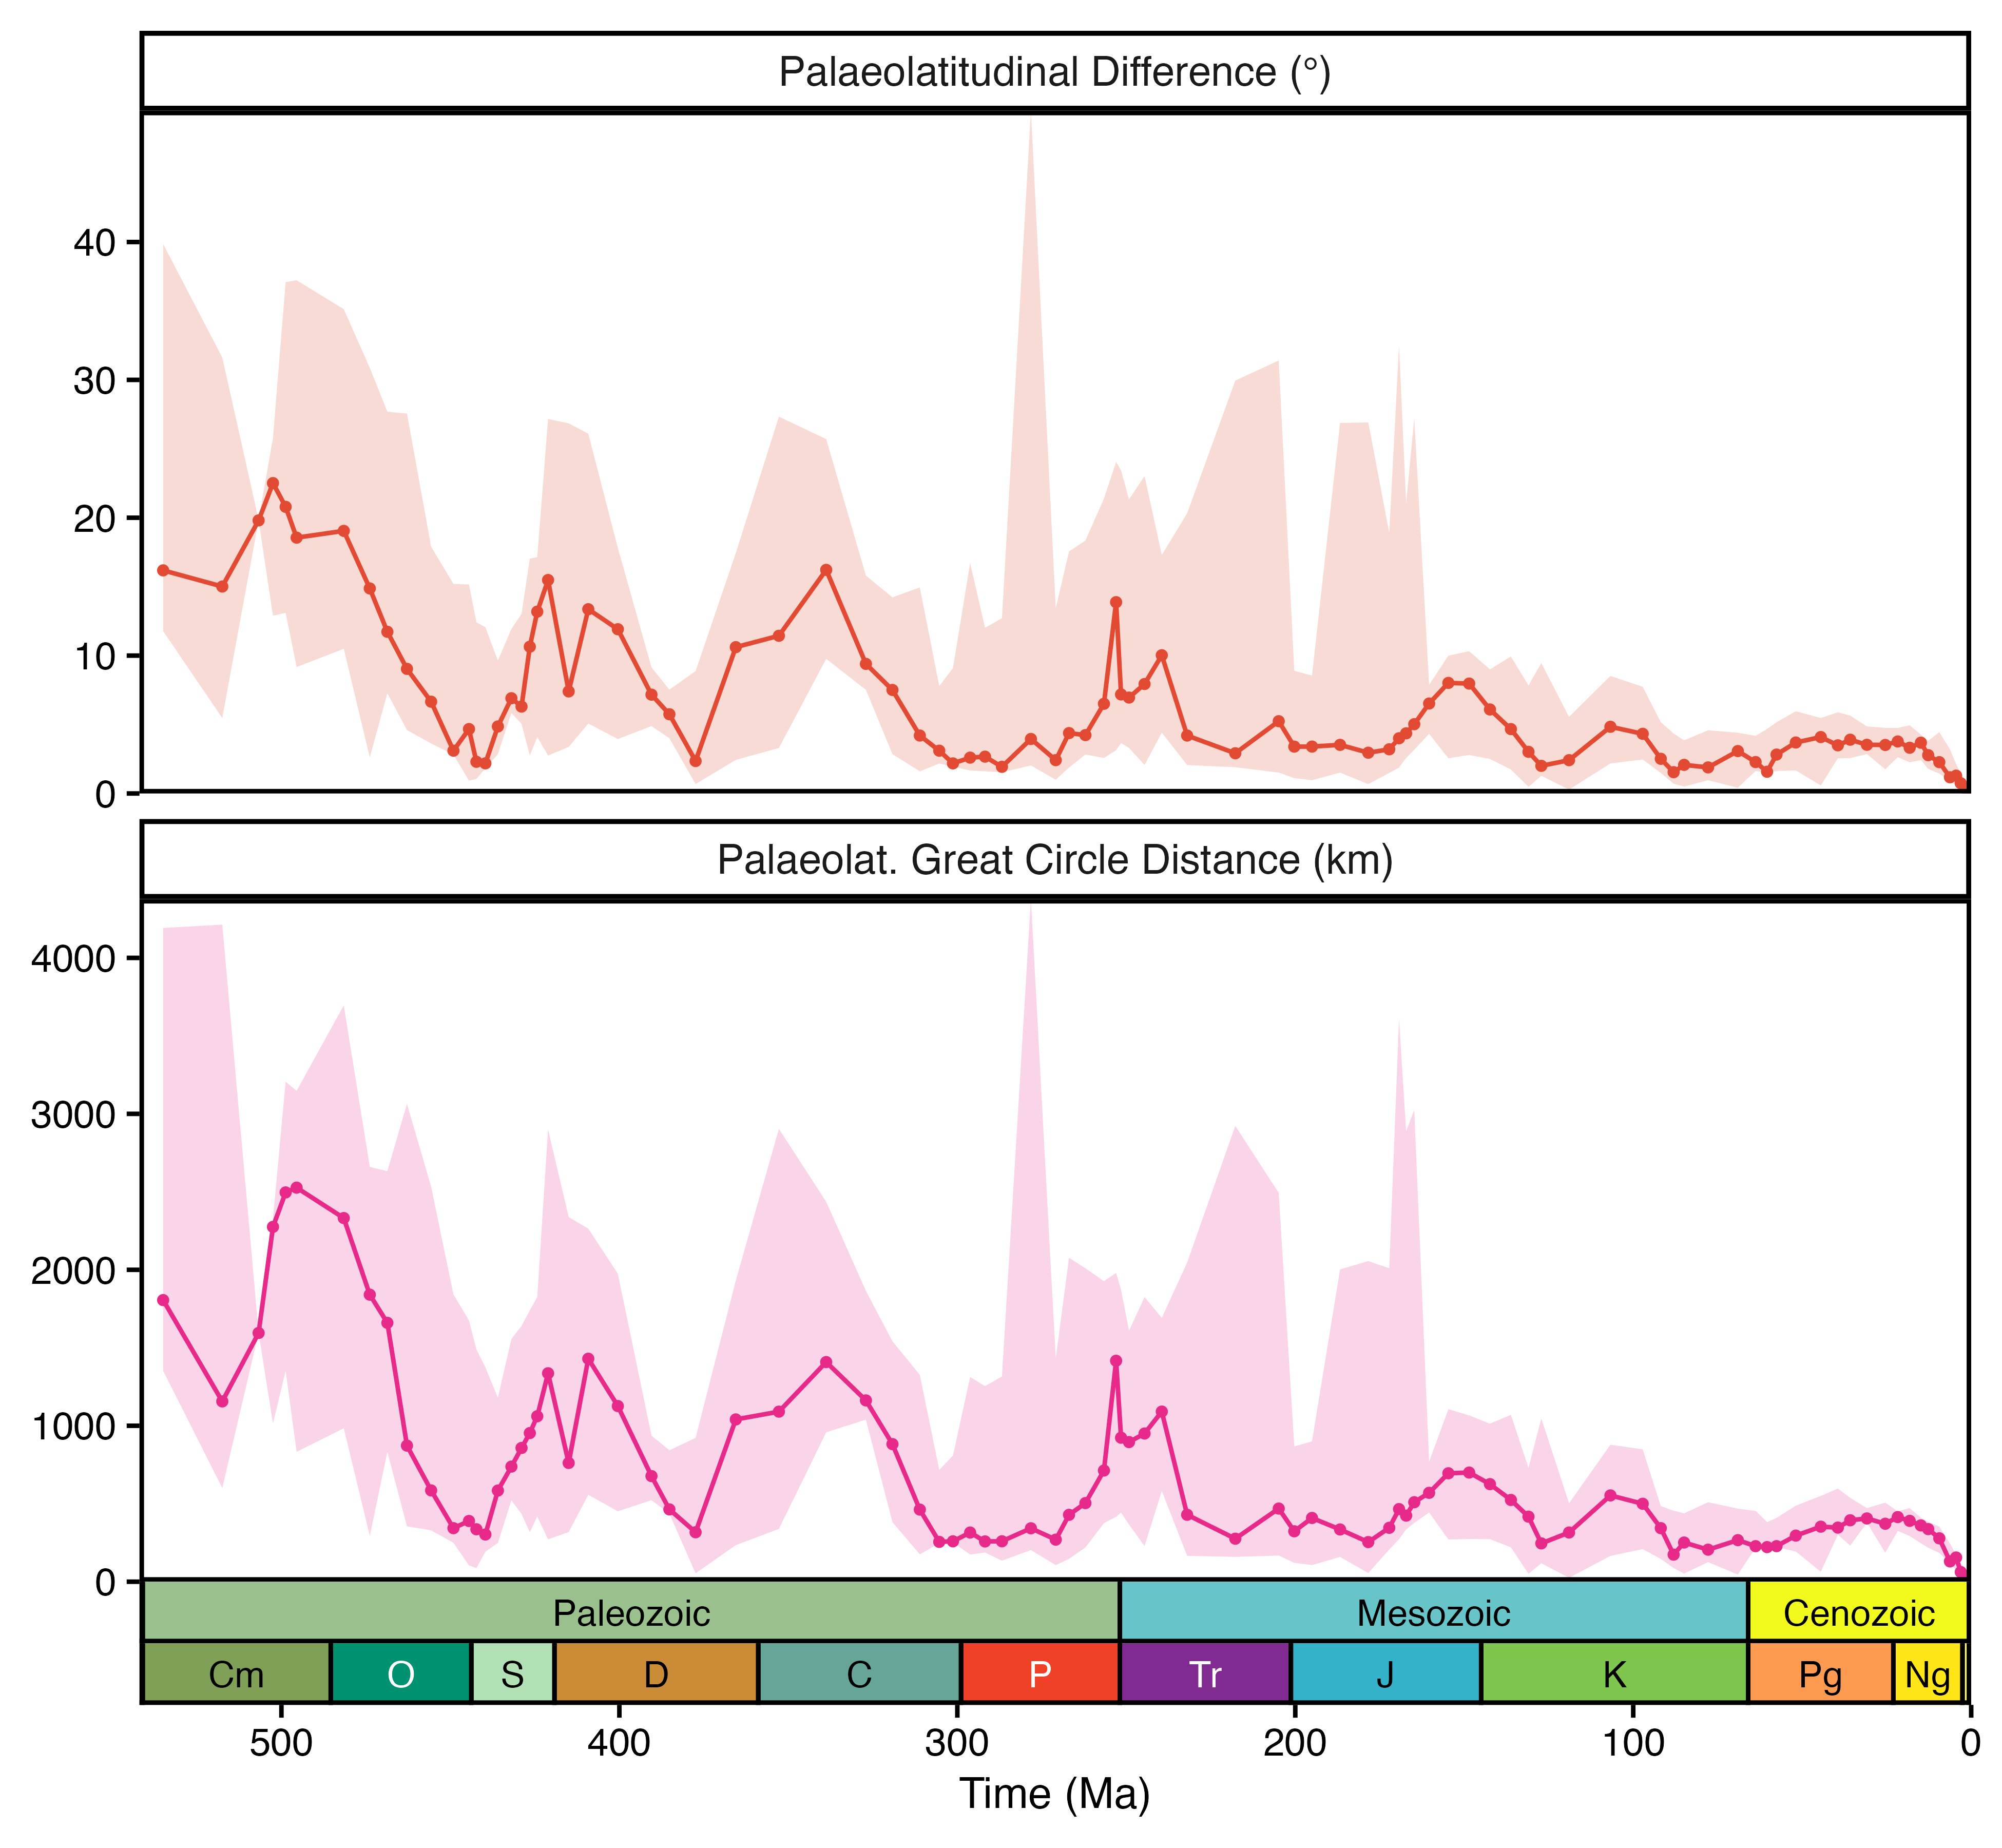 Palaeolatitudinal Difference (°)
40
30
20
10
0
Palaeolat. Great Circle Distance (km)
4000
3000
2000
1000
0
Paleozoic Mesozoic Cenozoic
Cm O S D C P Tr J K Pg Ng
500 400 300 200 100 0
Time (Ma)